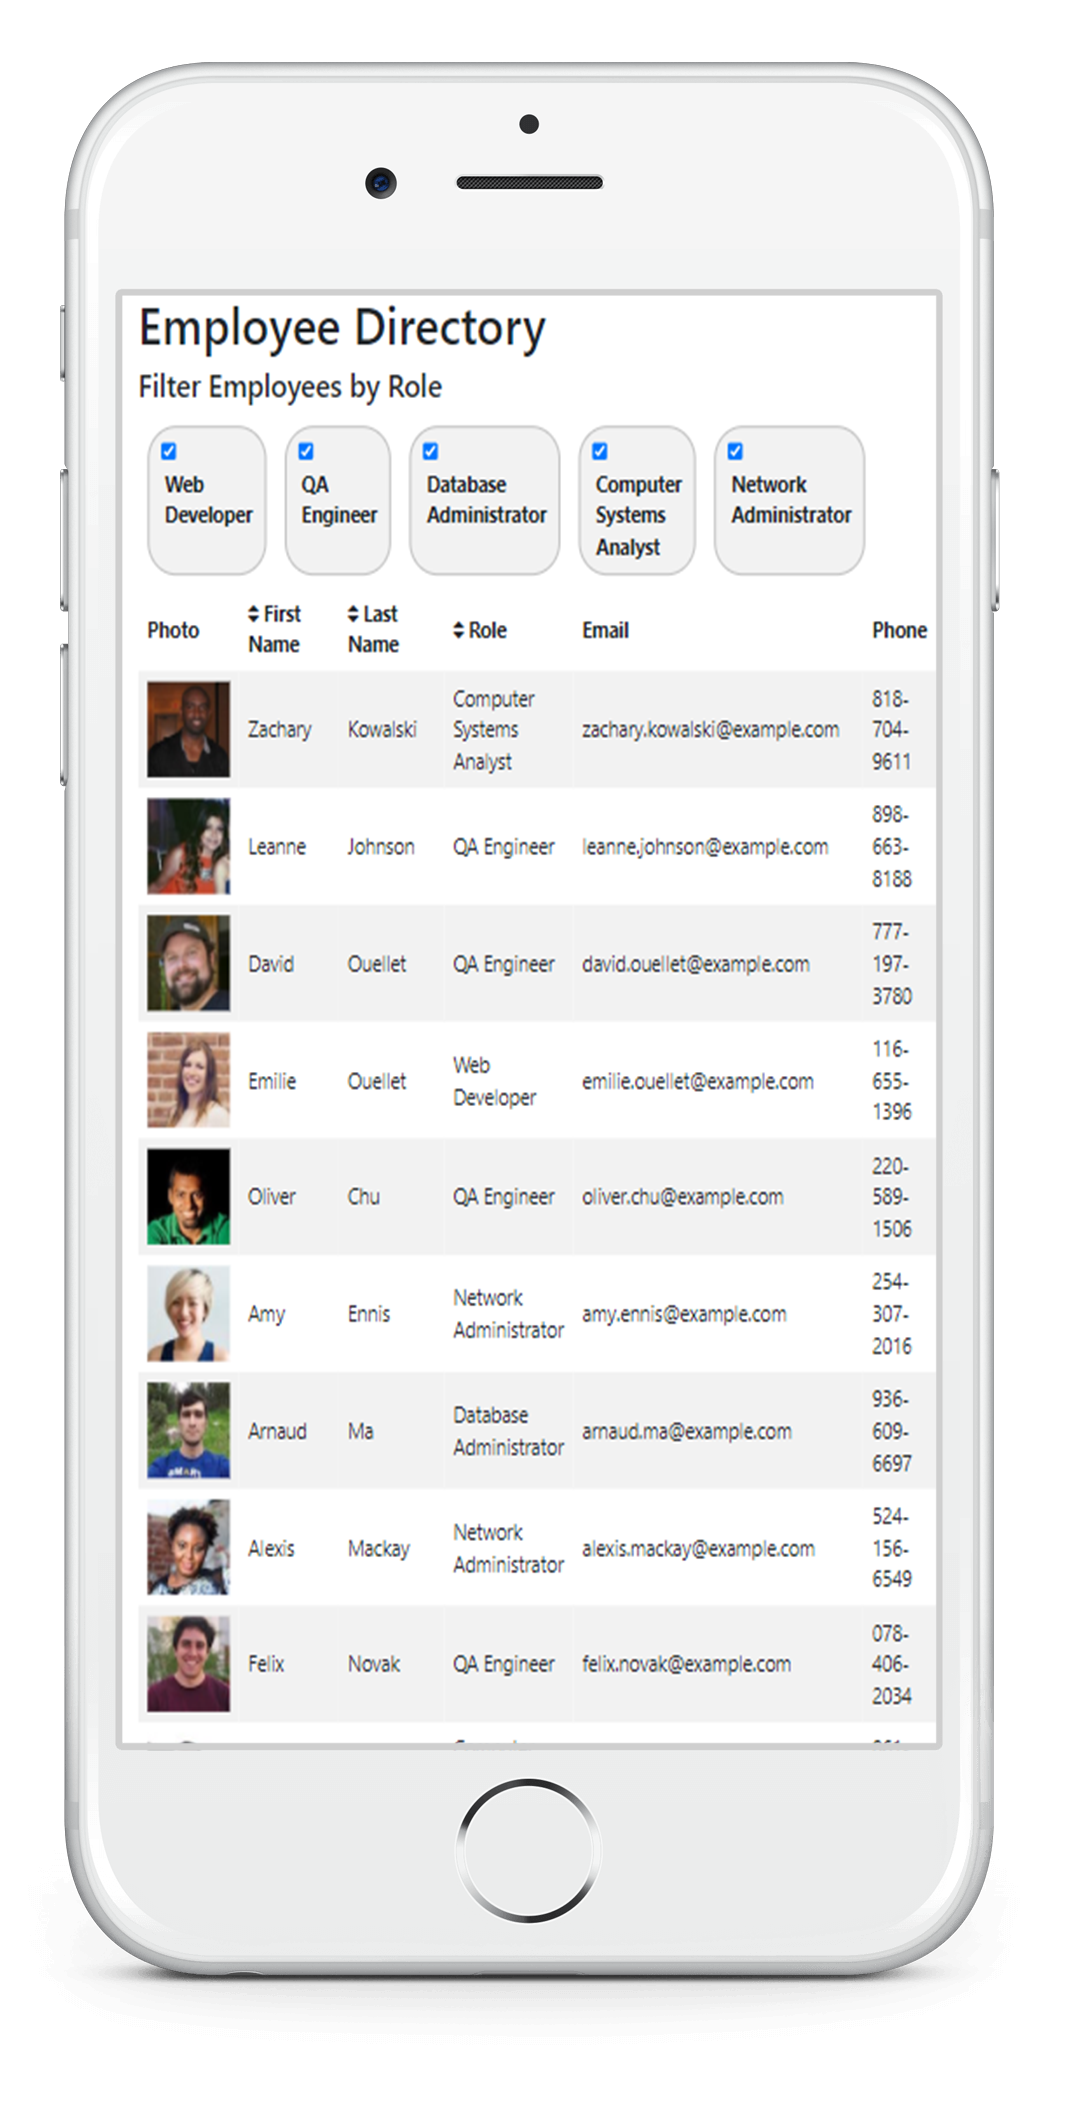 Employee Directory
Filter Employees by Role
Web
Developer
QA
Engineer
Database
Administrator
Computer
Systems
Analyst
Network
Administrator
Photo
First
Name
Last
Name
Role
Email
Phone
Zachary
Kowalski
Computer
Systems
Analyst
zachary.kowalski@example.com
818-
704-
9611
Leanne
Johnson
QA Engineer
leanne.johnson@example.com
898-
663-
8188
David
Ouellet
QA Engineer
david.ouellet@example.com
777-
197-
3780
Emilie
Ouellet
Web
Developer
emilie.ouellet@example.com
116-
655-
1396
Oliver
Chu
QA Engineer
oliver.chu@example.com
220-
589-
1506
Amy
Ennis
Network
Administrator
amy.ennis@example.com
254-
307-
2016
Arnaud
Ma
Database
Administrator
arnaud.ma@example.com
936-
609-
6697
Alexis
Mackay
Network
Administrator
alexis.mackay@example.com
524-
156-
6549
Felix
Novak
QA Engineer
felix.novak@example.com
078-
406-
2034